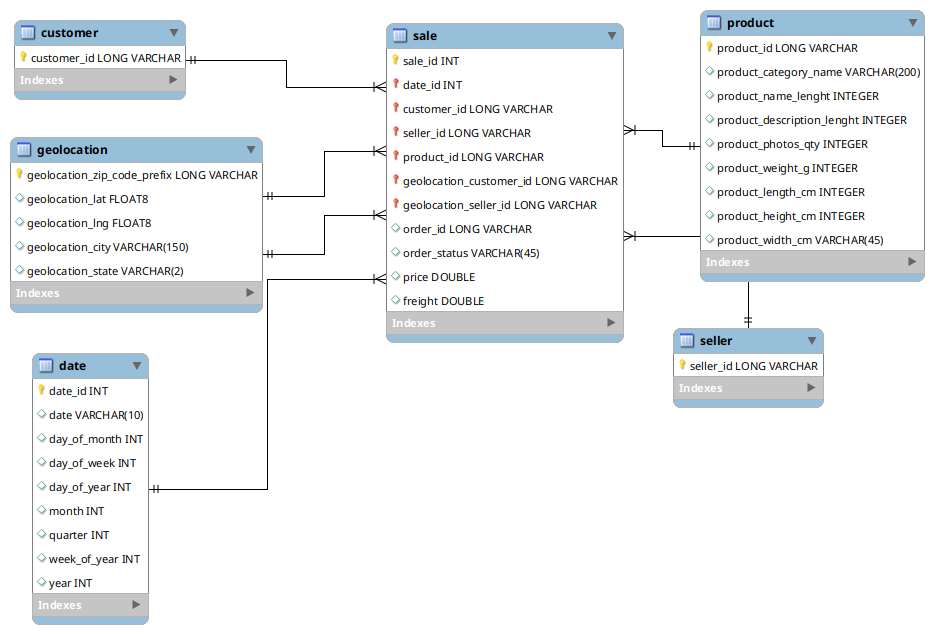 customer
customer_id LONG VARCHAR
Indexes
geolocation
geolocation_zip_code_prefix LONG VARCHAR
geolocation_lat FLOAT8
geolocation_lng FLOAT8
geolocation_city VARCHAR(150)
geolocation_state VARCHAR(2)
Indexes
date
date_id INT
date VARCHAR(10)
day_of_month INT
day_of_week INT
day_of_year INT
month INT
quarter INT
week_of_year INT
year INT
Indexes
sale
sale_id INT
date_id INT
customer_id LONG VARCHAR
seller_id LONG VARCHAR
product_id LONG VARCHAR
geolocation_customer_id LONG VARCHAR
geolocation_seller_id LONG VARCHAR
order_id LONG VARCHAR
order_status VARCHAR(45)
price DOUBLE
freight DOUBLE
Indexes
product
product_id LONG VARCHAR
product_category_name VARCHAR(200)
product_name_lenght INTEGER
product_description_lenght INTEGER
product_photos_qty INTEGER
product_weight_g INTEGER
product_length_cm INTEGER
product_height_cm INTEGER
product_width_cm VARCHAR(45)
Indexes
seller
seller_id LONG VARCHAR
Indexes